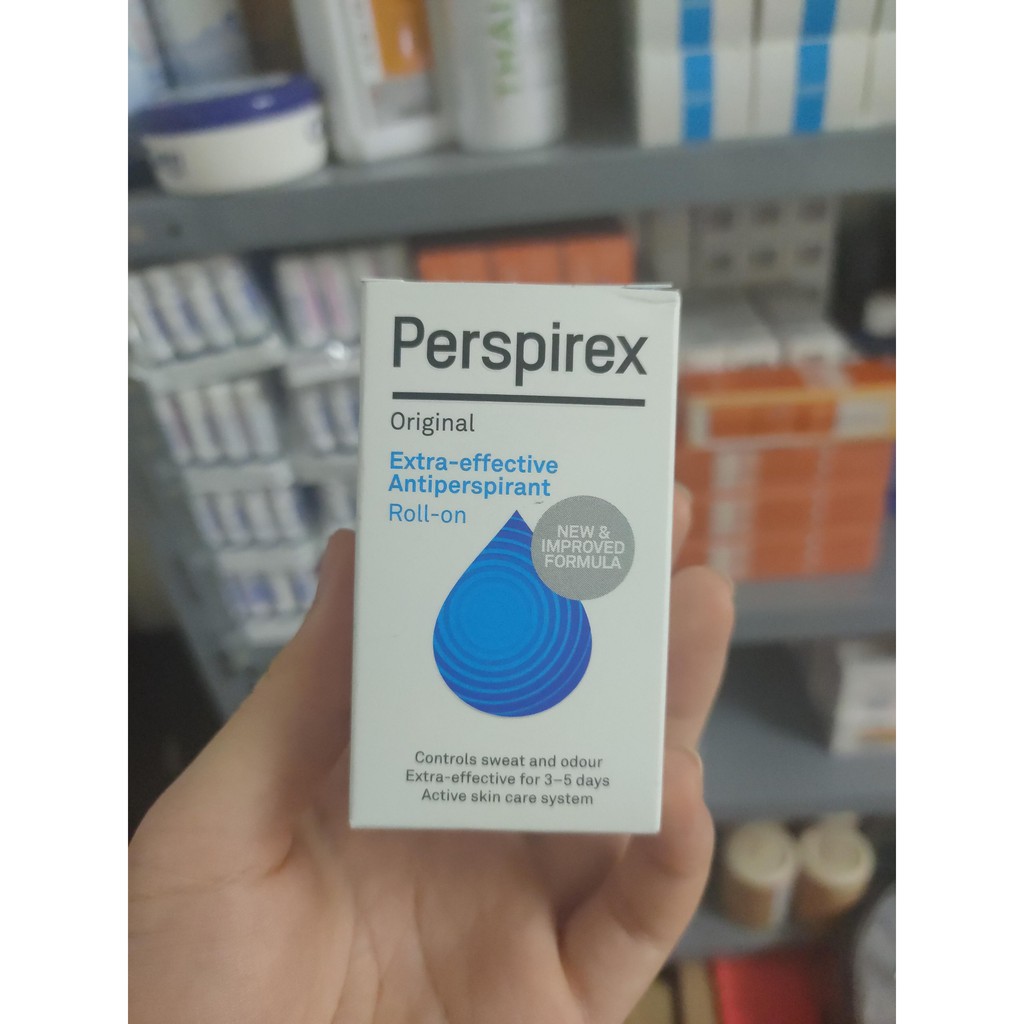 Perspirex
Original
Extra-effective
Antiperspirant
Roll-on
NEW &
IMPROVED
FORMULA
Controls sweat and odour
Extra-effective for 3–5 days
Active skin care system
THAI